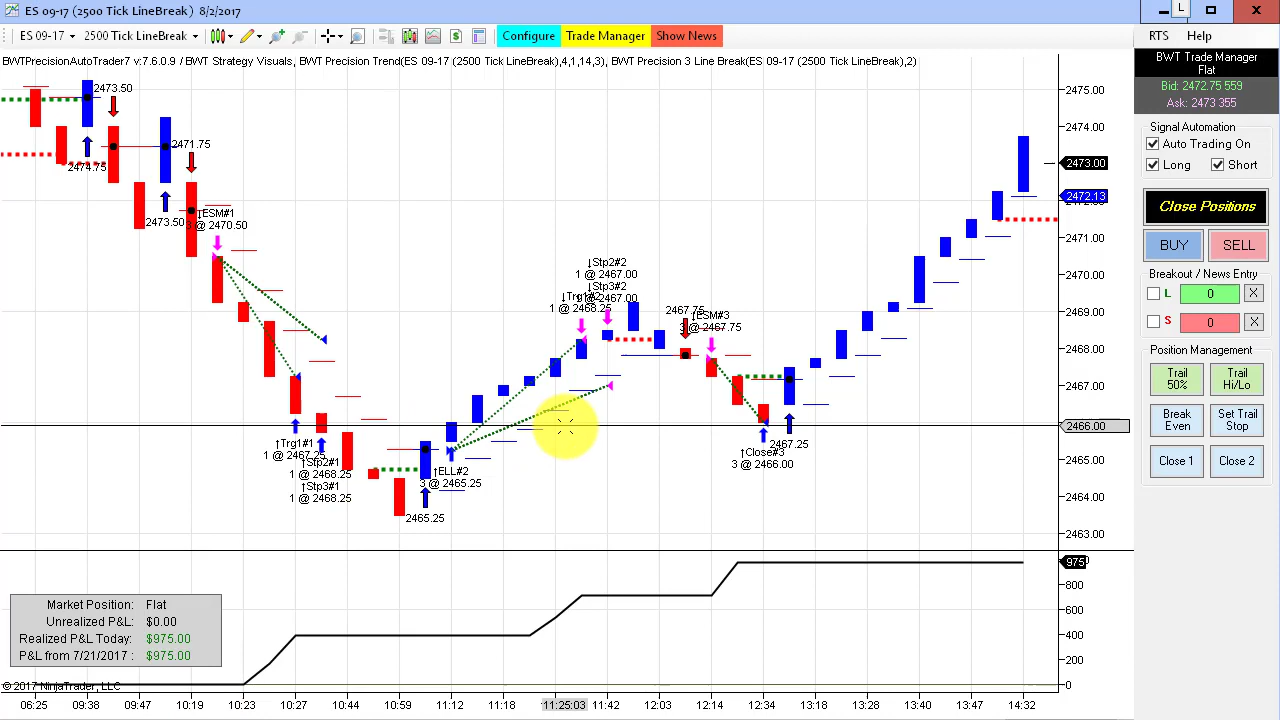 ES 09-17 (2500 Tick LineBreak) 8/2/2017
L
ES 09-17 2500 Tick LineBreak Configure Trade Manager Show News
RTS Help
BWTPrecisionAutoTrader7 v:7.6.0.9 / BWT Strategy Visuals, BWT Precision Trend(ES 09-17 (2500 Tick LineBreak),4,1,14,3), BWT Precision 3 Line Break(ES 09-17 (2500 Tick LineBreak),2)
BWT Trade Manager
Flat
Bid: 2472.75 559
Ask: 2473 355
Signal Automation
Auto Trading On
Long Short
Close Positions
BUY SELL
Breakout / News Entry
L 0 X
S 0 X
Position Management
Trail 50%
Trail Hi/Lo
Break Even
Set Trail Stop
Close 1 Close 2
2473.50
2474.75
2471.75
2473.50
↑ESM#1
3 @ 2470.50
↑Trg1#1
↑Stp2#1
1 @ 2468.25
↑Stp3#1
1 @ 2468.25
2465.25
↑ELL#2
3 @ 2465.25
↓Stp2#2
1 @ 2467.00
↓Stp3#2
1 @ 2468.25
2467.75
3 @ 2467.75
↑Close#3
3 @ 2466.00
2467.25
2475.00
2474.00
2473.00
2472.13
2471.00
2470.00
2469.00
2468.00
2467.00
2466.00
2465.00
2464.00
2463.00
975
800
600
400
200
0
Market Position: Flat
Unrealized P&L: $0.00
Realized P&L Today: $975.00
P&L from 7/21/2017 : $975.00
© 2017 NinjaTrader, LLC
06:25 09:38 09:47 10:19 10:23 10:44 10:59 11:12 11:18 11:25:03 11:42 12:03 12:14 12:34 13:10 13:40 13:47 14:32